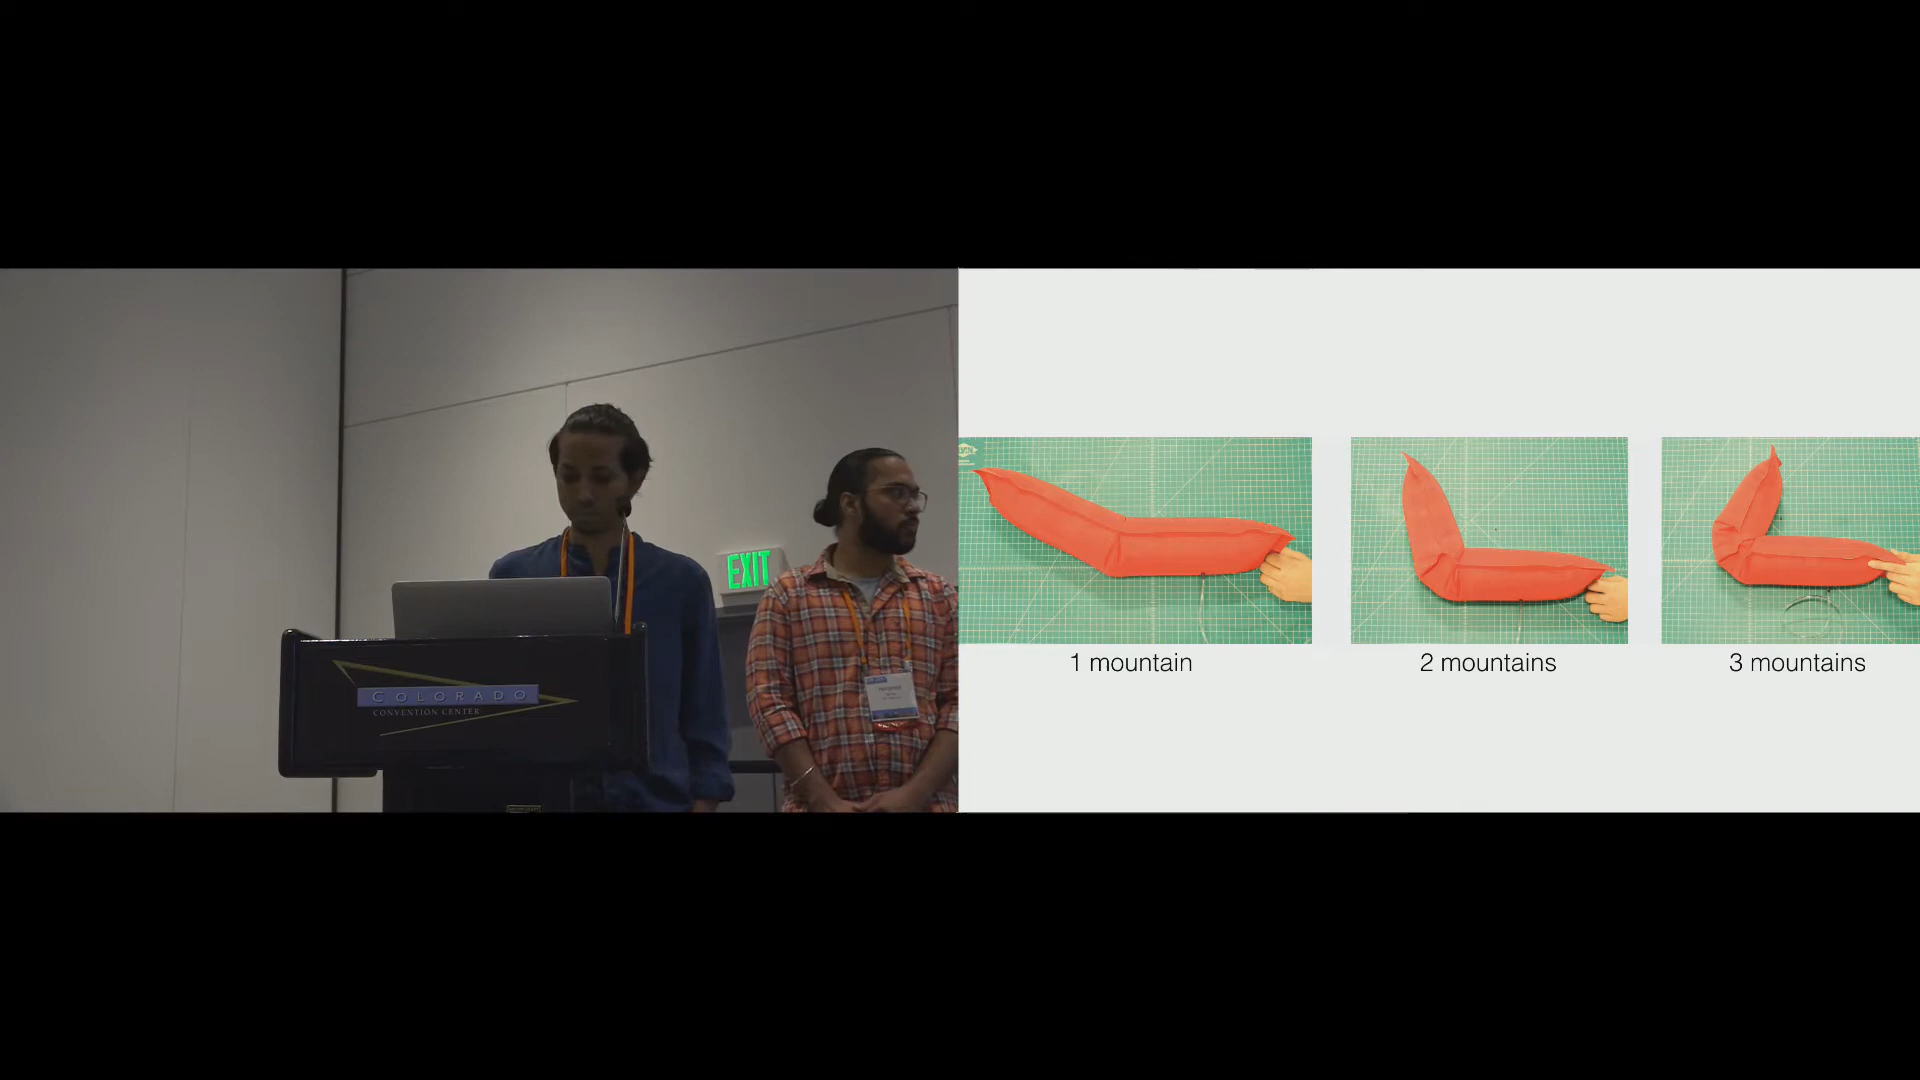 EXIT
COLORADO
CONVENTION CENTER
1 mountain
2 mountains
3 mountains